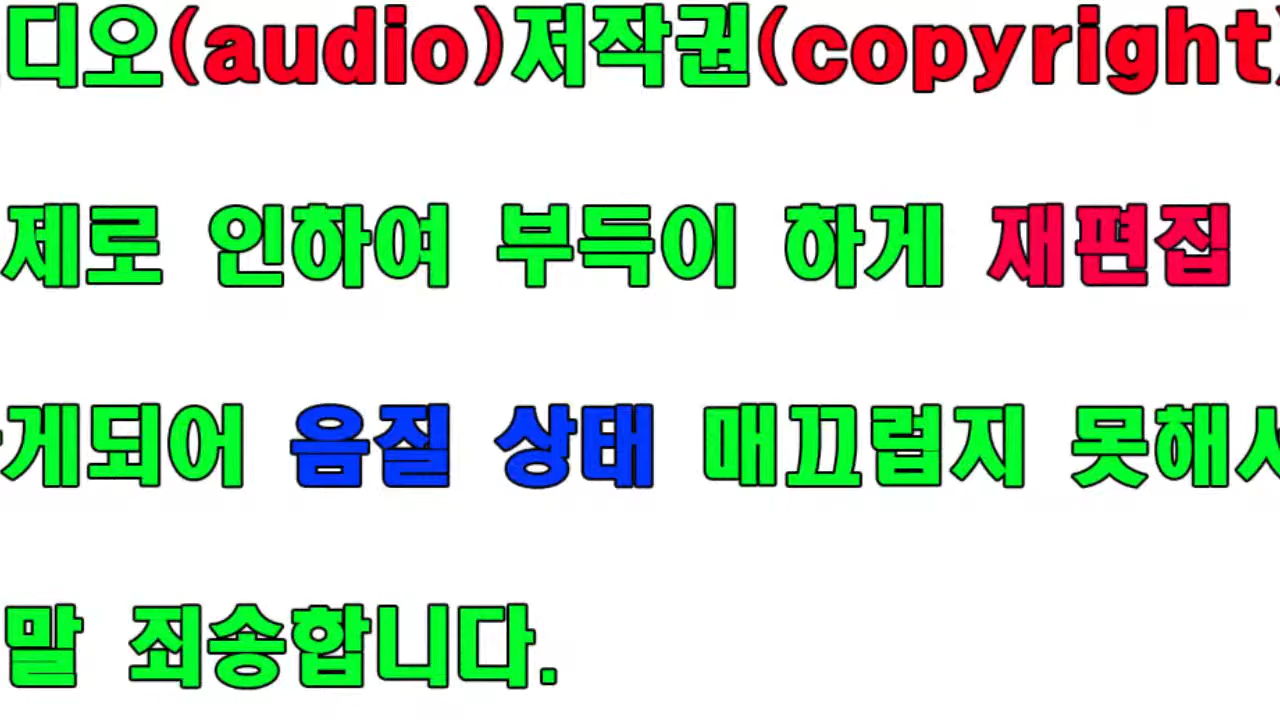 디오(audio)저작권(copyright)
제로 인하여 부득이 하게 재편집
게되어 음질 상태 매끄럽지 못해서
말 죄송합니다.